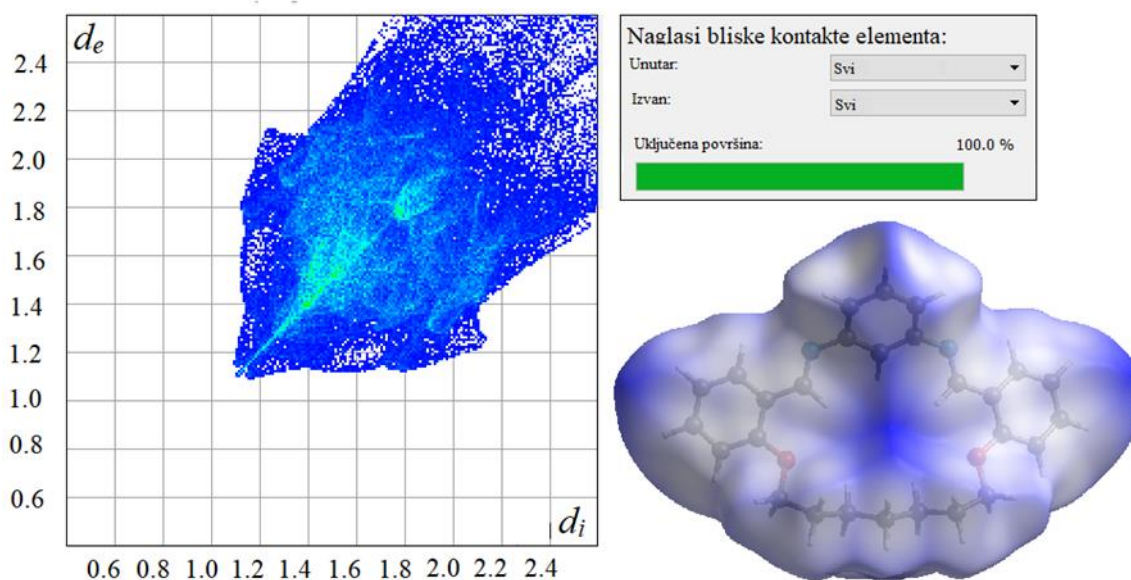 dₑ
2.4
2.2
2.0
1.8
1.6
1.4
1.2
1.0
0.8
0.6
dᵢ
0.6 0.8 1.0 1.2 1.4 1.6 1.8 2.0 2.2 2.4
Naglasi bliske kontakte elementa:
Unutar: Svi
Izvan: Svi
Uključena površina: 100.0 %